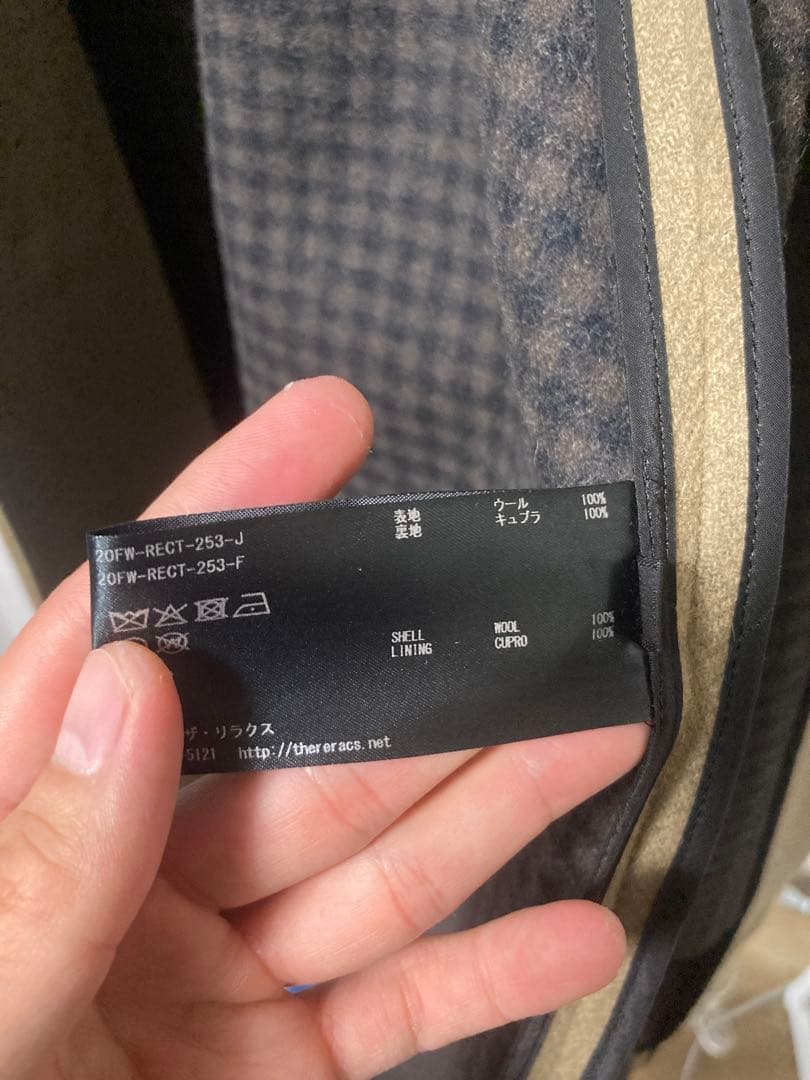 20FW-RECT-253-J
20FW-RECT-253-F
表地 ウール 100%
裏地 キュプラ 100%
SHELL WOOL 100%
LINING CUPRO 100%
ザ・リラクス
-5121 http://thereracs.net